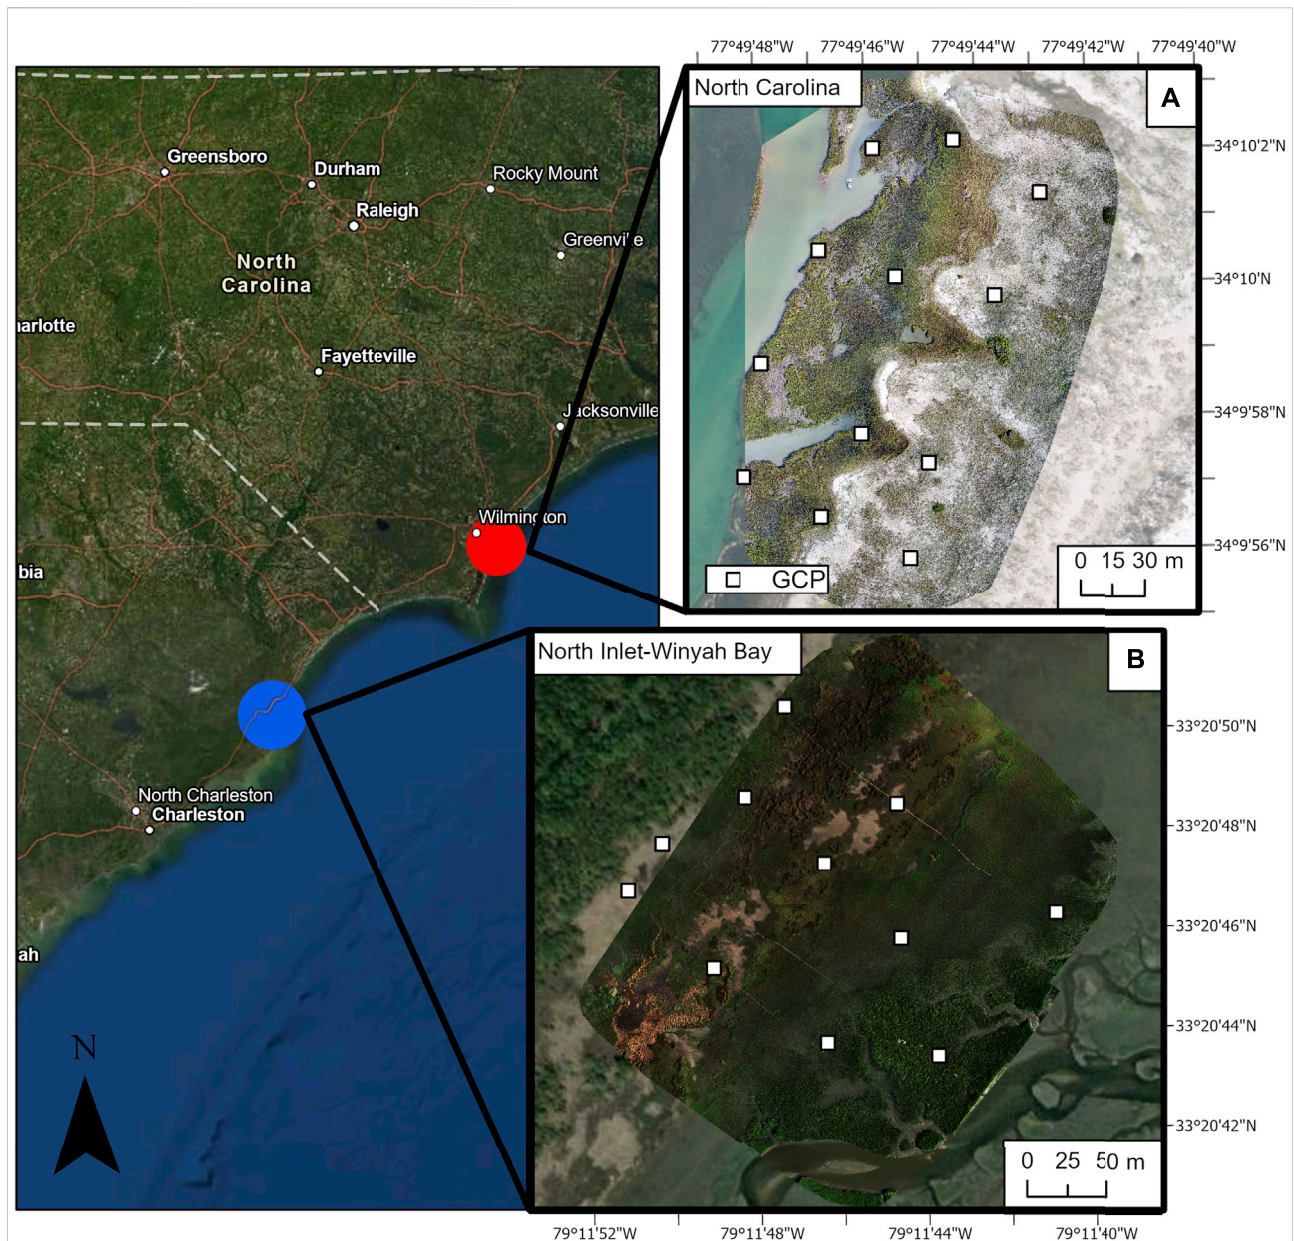 77°49'48"W 77°49'46"W 77°49'44"W 77°49'42"W 77°49'40"W
North Carolina
A
34°10'2"N
34°10'N
34°9'58"N
34°9'56"N
0 15 30 m
GCP
Greensboro
Durham
Rocky Mount
Raleigh
Greenville
North
Carolina
harlotte
Fayetteville
Jacksonville
Wilmington
bia
North Charleston
Charleston
ah
N
North Inlet-Winyah Bay
B
33°20'50"N
33°20'48"N
33°20'46"N
33°20'44"N
33°20'42"N
0 25 50 m
79°11'52"W 79°11'48"W 79°11'44"W 79°11'40"W